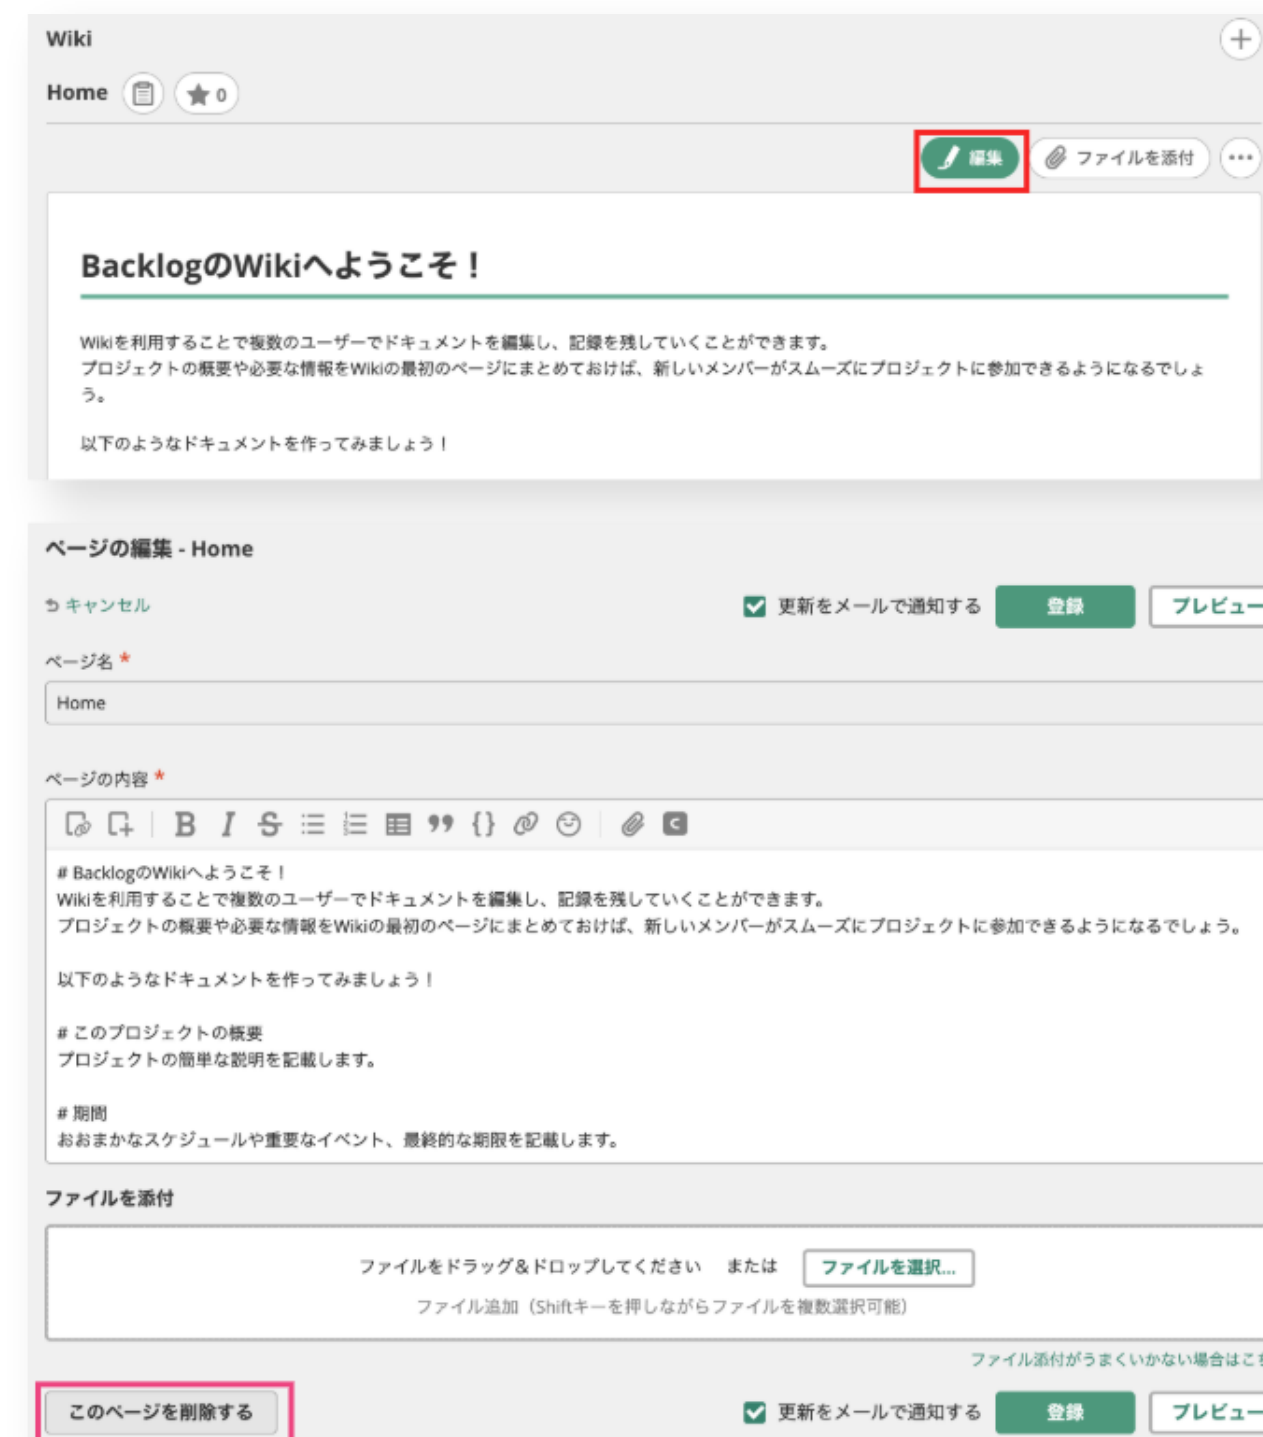 Wiki
Home 0
編集 ファイルを添付
BacklogのWikiへようこそ！
Wikiを利用することで複数のユーザーでドキュメントを編集し、記録を残していくことができます。
プロジェクトの概要や必要な情報をWikiの最初のページにまとめておけば、新しいメンバーがスムーズにプロジェクトに参加できるようになるでしょ
う。
以下のようなドキュメントを作ってみましょう！
ページの編集 - Home
キャンセル 更新をメールで通知する 登録 プレビュー
ページ名 *
Home
ページの内容 *
# BacklogのWikiへようこそ！
Wikiを利用することで複数のユーザーでドキュメントを編集し、記録を残していくことができます。
プロジェクトの概要や必要な情報をWikiの最初のページにまとめておけば、新しいメンバーがスムーズにプロジェクトに参加できるようになるでしょう。
以下のようなドキュメントを作ってみましょう！
# このプロジェクトの概要
プロジェクトの簡単な説明を記載します。
# 期間
おおまかなスケジュールや重要なイベント、最終的な期限を記載します。
ファイルを添付
ファイルをドラッグ&ドロップしてください または ファイルを選択...
ファイル追加（Shiftキーを押しながらファイルを複数選択可能）
ファイル添付がうまくいかない場合はこ
このページを削除する 更新をメールで通知する 登録 プレビュー